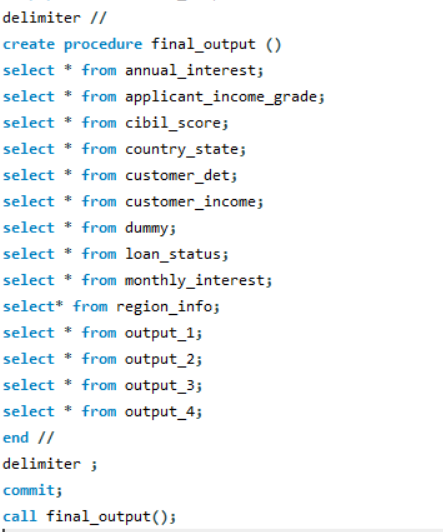 delimiter //
create procedure final_output ()
select * from annual_interest;
select * from applicant_income_grade;
select * from cibil_score;
select * from country_state;
select * from customer_det;
select * from customer_income;
select * from dummy;
select * from loan_status;
select * from monthly_interest;
select* from region_info;
select * from output_1;
select * from output_2;
select * from output_3;
select * from output_4;
end //
delimiter ;
commit;
call final_output();